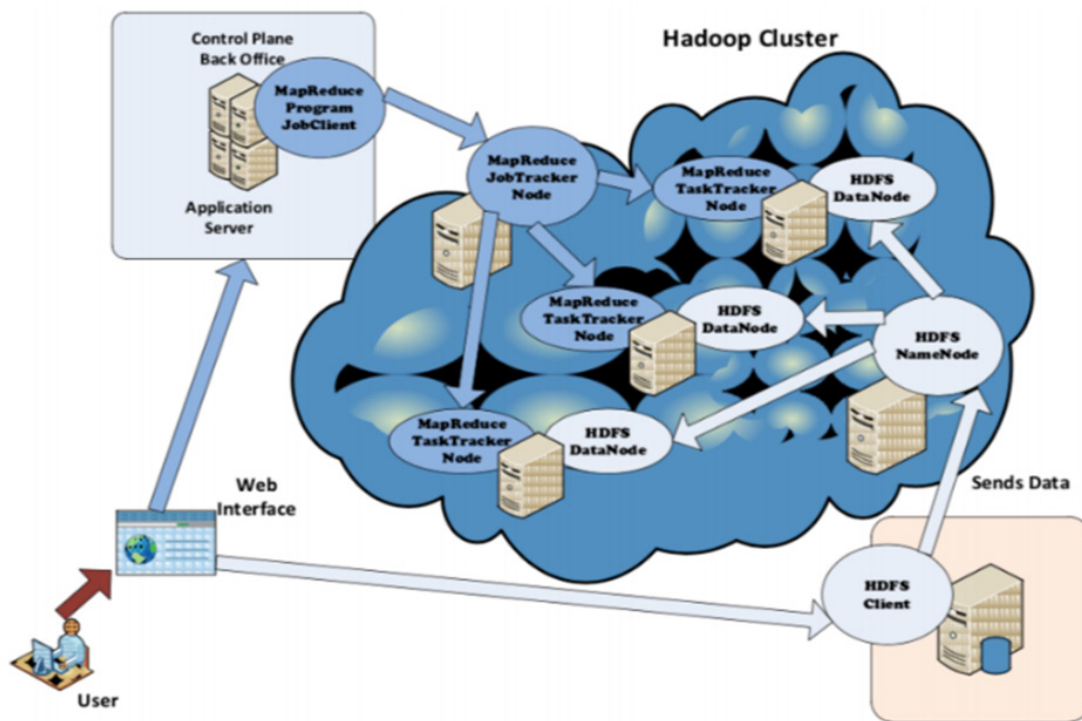 Control Plane
Back Office
MapReduce
Program
JobClient
Application
Server
Hadoop Cluster
MapReduce
JobTracker
Node
MapReduce
TaskTracker
Node
HDFS
DataNode
MapReduce
TaskTracker
Node
HDFS
DataNode
HDFS
NameNode
MapReduce
TaskTracker
Node
HDFS
DataNode
Web
Interface
Sends Data
HDFS
Client
User